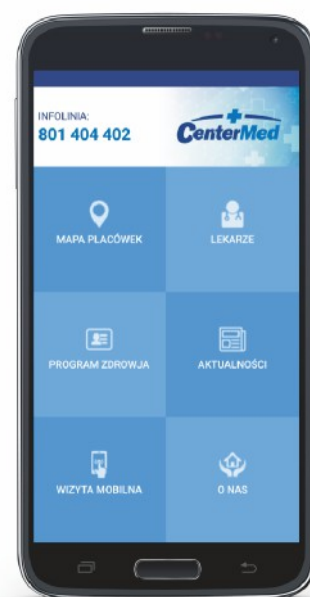 INFOLINIA:
801 404 402
CenterMed
MAPA PLACÓWEK
LEKARZE
PROGRAM ZDROWJA
AKTUALNOŚCI
WIZYTA MOBILNA
O NAS